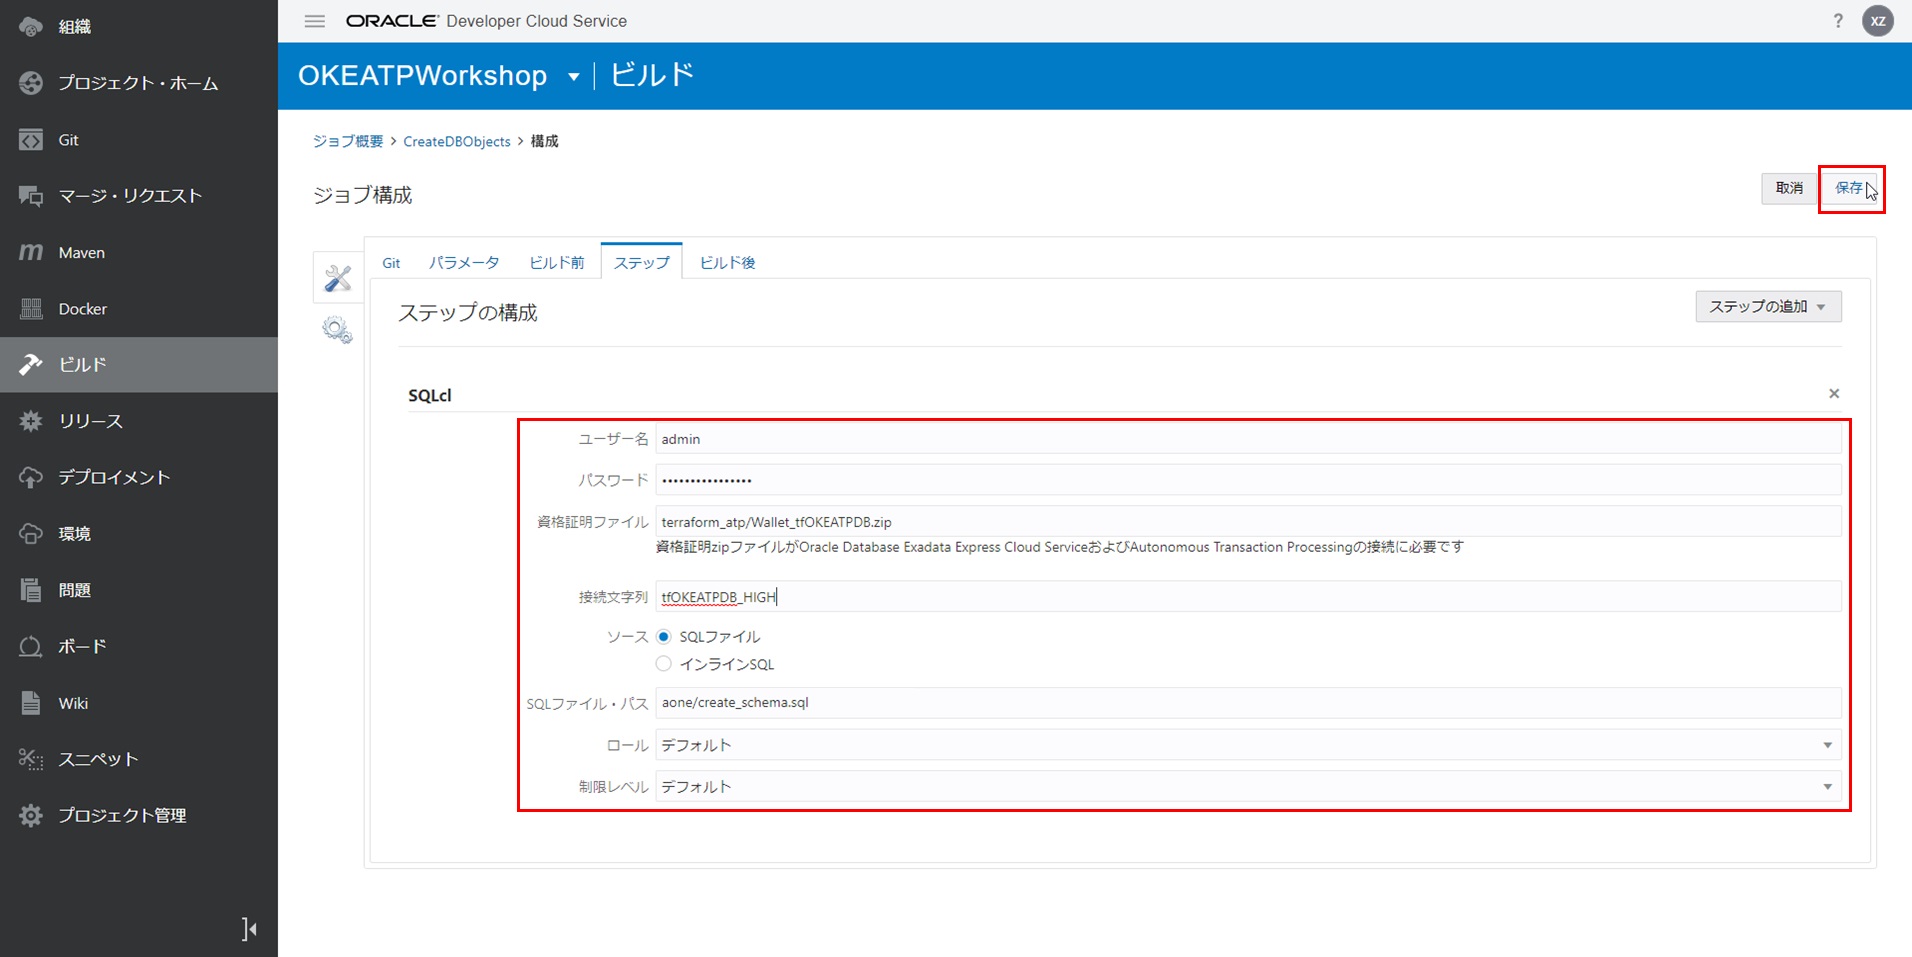 組織
プロジェクト・ホーム
Git
マージ・リクエスト
Maven
Docker
ビルド
リリース
デプロイメント
環境
問題
ボード
Wiki
スニペット
プロジェクト管理
ORACLE Developer Cloud Service
? XZ
OKEATPWorkshop ビルド
ジョブ概要 > CreateDBObjects > 構成
ジョブ構成
取消 保存
Git パラメータ ビルド前 ステップ ビルド後
ステップの構成
ステップの追加
SQLcl
ユーザー名 admin
パスワード ••••••••••••••••
資格証明ファイル terraform_atp/Wallet_tfOKEATPDB.zip
資格証明zipファイルがOracle Database Exadata Express Cloud ServiceおよびAutonomous Transaction Processingの接続に必要です
接続文字列 tfOKEATPDB_HIGH
ソース SQLファイル
インラインSQL
SQLファイル・パス aone/create_schema.sql
ロール デフォルト
制限レベル デフォルト